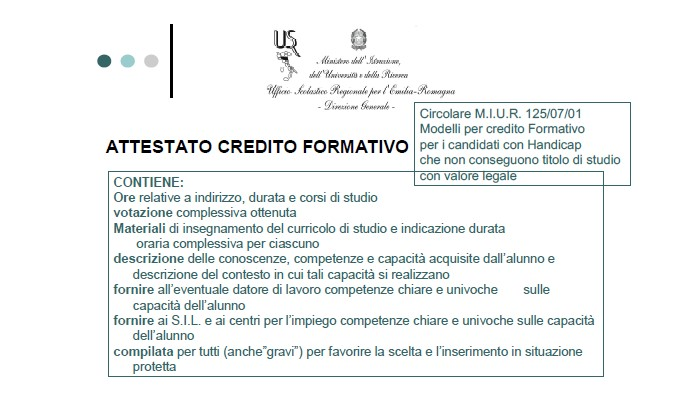 USR
Ministero dell'Istruzione,
dell'Università e della Ricerca
Ufficio Scolastico Regionale per l'Emilia-Romagna
- Direzione Generale -
Circolare M.I.U.R. 125/07/01
Modelli per credito Formativo
per i candidati con Handicap
che non conseguono titolo di studio
con valore legale
ATTESTATO CREDITO FORMATIVO
CONTIENE:
Ore relative a indirizzo, durata e corsi di studio
votazione complessiva ottenuta
Materiali di insegnamento del curricolo di studio e indicazione durata
oraria complessiva per ciascuno
descrizione delle conoscenze, competenze e capacità acquisite dall'alunno e
descrizione del contesto in cui tali capacità si realizzano
fornire all'eventuale datore di lavoro competenze chiare e univoche sulle
capacità dell'alunno
fornire ai S.I.L. e ai centri per l'impiego competenze chiare e univoche sulle capacità
dell'alunno
compilata per tutti (anche"gravi") per favorire la scelta e l'inserimento in situazione
protetta